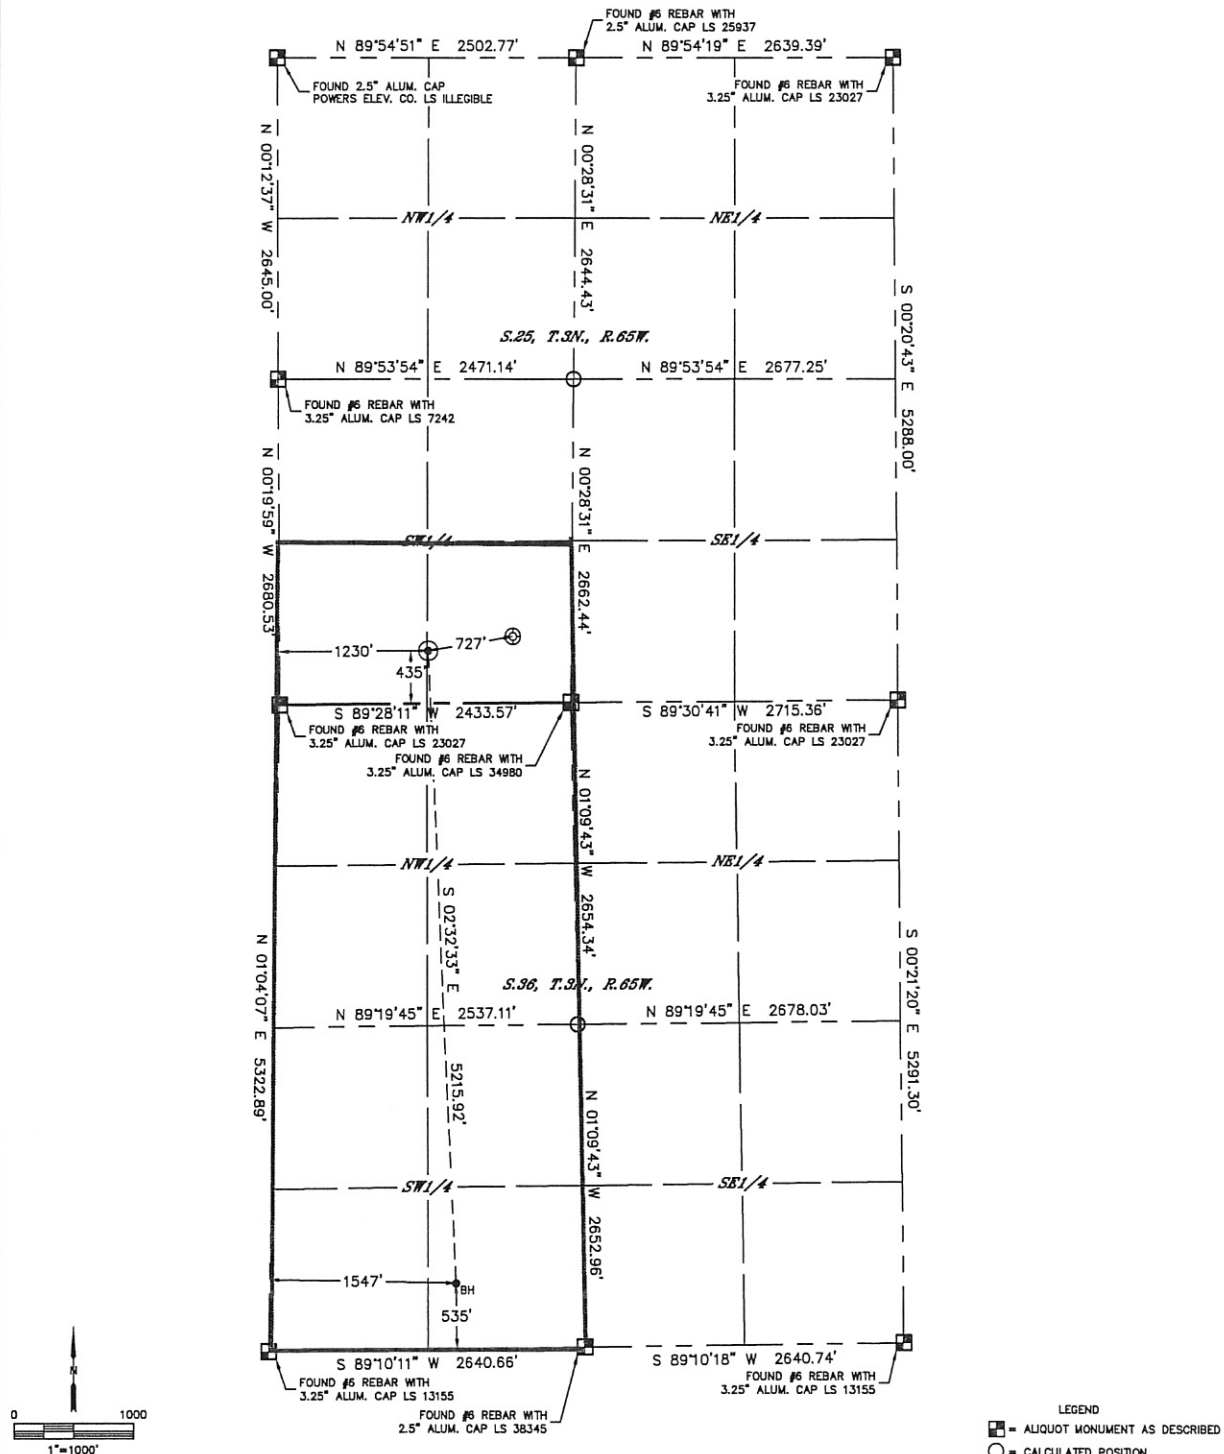 FOUND #6 REBAR WITH
2.5" ALUM. CAP LS 25937
N 89°54'51" E 2502.77'
N 89°54'19" E 2639.39'
FOUND 2.5" ALUM. CAP
POWERS ELEV. CO. LS ILLEGIBLE
FOUND #6 REBAR WITH
3.25" ALUM. CAP LS 23027
N 00°12'37" W 2645.00'
N 00°28'31" E 2644.43'
NW1/4
NE1/4
S 00°20'43" E 5288.00'
S.25, T.3N., R.65W.
N 89°53'54" E 2471.14'
N 89°53'54" E 2677.25'
FOUND #6 REBAR WITH
3.25" ALUM. CAP LS 7242
N 00°19'59" W 2680.53'
N 00°28'31" E 2662.44'
SW1/4
SE1/4
1230'
727'
435'
S 89°28'11" W 2433.57'
S 89°30'41" W 2715.36'
FOUND #6 REBAR WITH
3.25" ALUM. CAP LS 23027
FOUND #6 REBAR WITH
3.25" ALUM. CAP LS 23027
FOUND #6 REBAR WITH
3.25" ALUM. CAP LS 34980
N 01°09'43" W 2654.34'
NW1/4
NE1/4
S 02°32'33" E 5215.92'
N 01°04'07" E 5322.89'
S 00°21'20" E 5291.30'
S.36, T.3N., R.65W.
N 89°19'45" E 2537.11'
N 89°19'45" E 2678.03'
N 01°09'43" W 2652.96'
SW1/4
SE1/4
1547'
BH
535'
S 89°10'11" W 2640.66'
S 89°10'18" W 2640.74'
FOUND #6 REBAR WITH
3.25" ALUM. CAP LS 13155
FOUND #6 REBAR WITH
3.25" ALUM. CAP LS 13155
FOUND #6 REBAR WITH
2.5" ALUM. CAP LS 38345
N
0 1000
1"=1000'
LEGEND
= ALIQUOT MONUMENT AS DESCRIBED
= CALCULATED POSITION